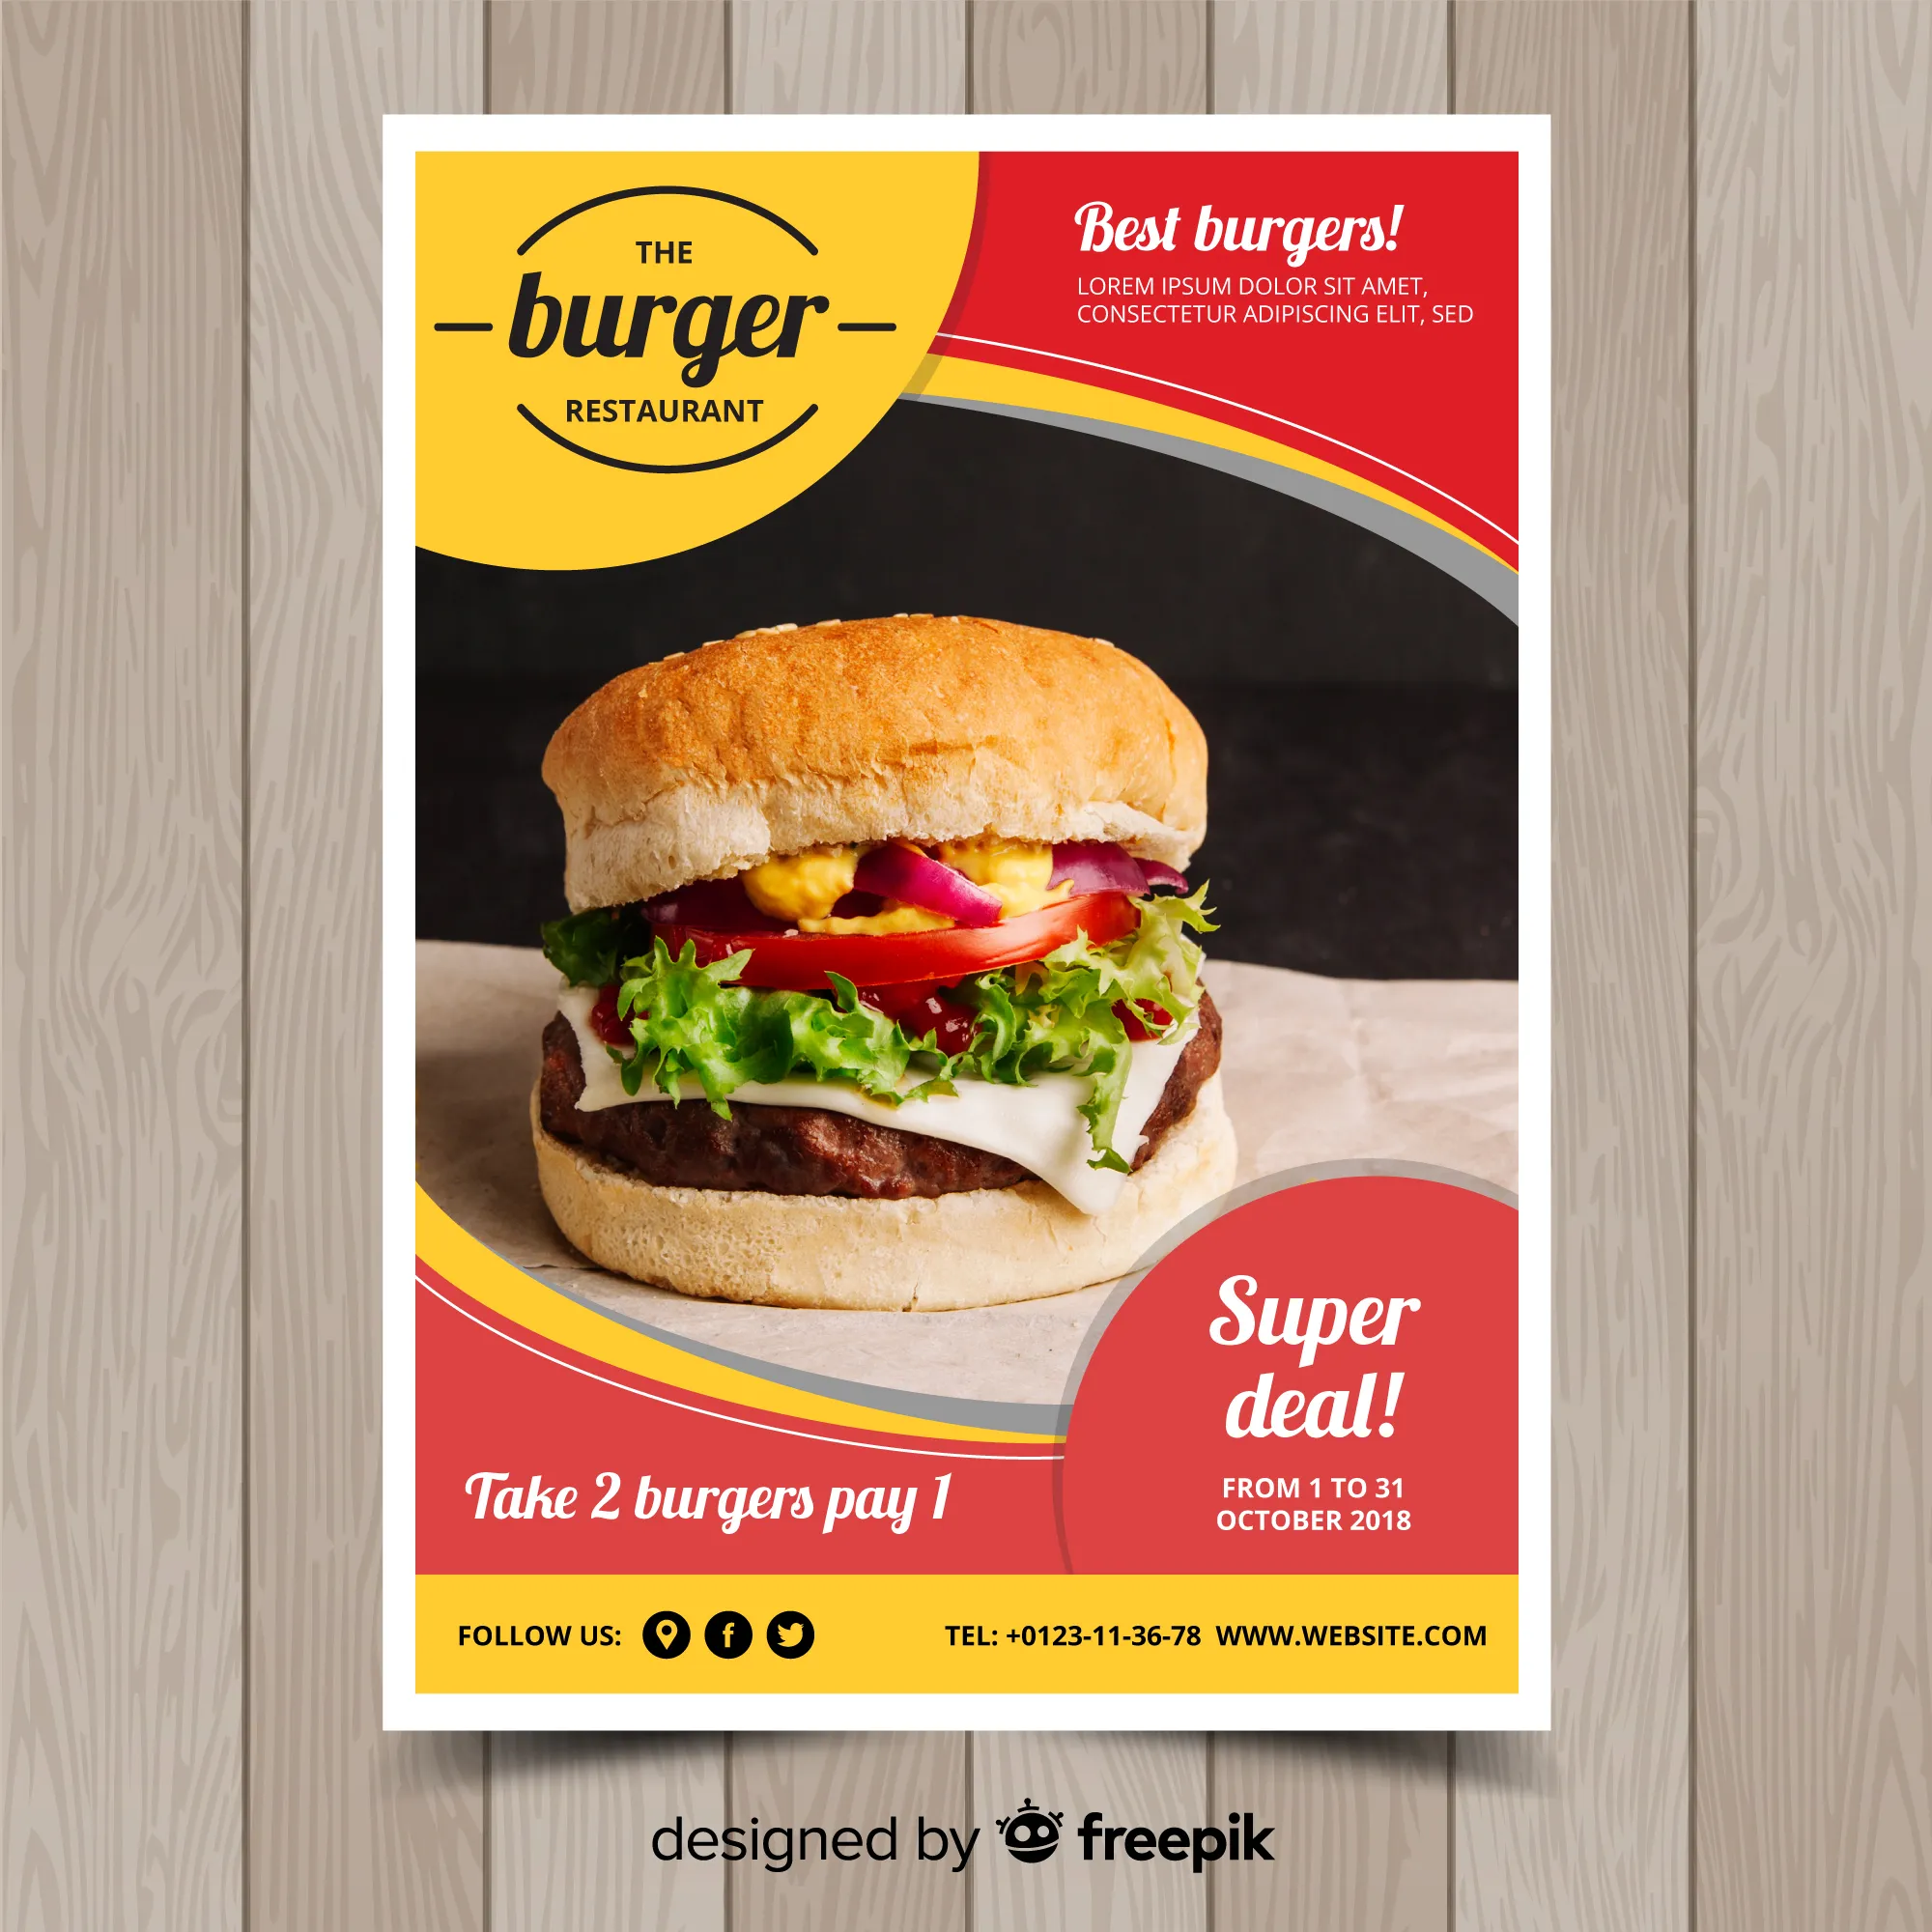 THE
burger
RESTAURANT
Best burgers!
LOREM IPSUM DOLOR SIT AMET,
CONSECTETUR ADIPISCING ELIT, SED
Super
deal!
FROM 1 TO 31
OCTOBER 2018
Take 2 burgers pay 1
FOLLOW US:
TEL: +0123-11-36-78 WWW.WEBSITE.COM
designed by freepik